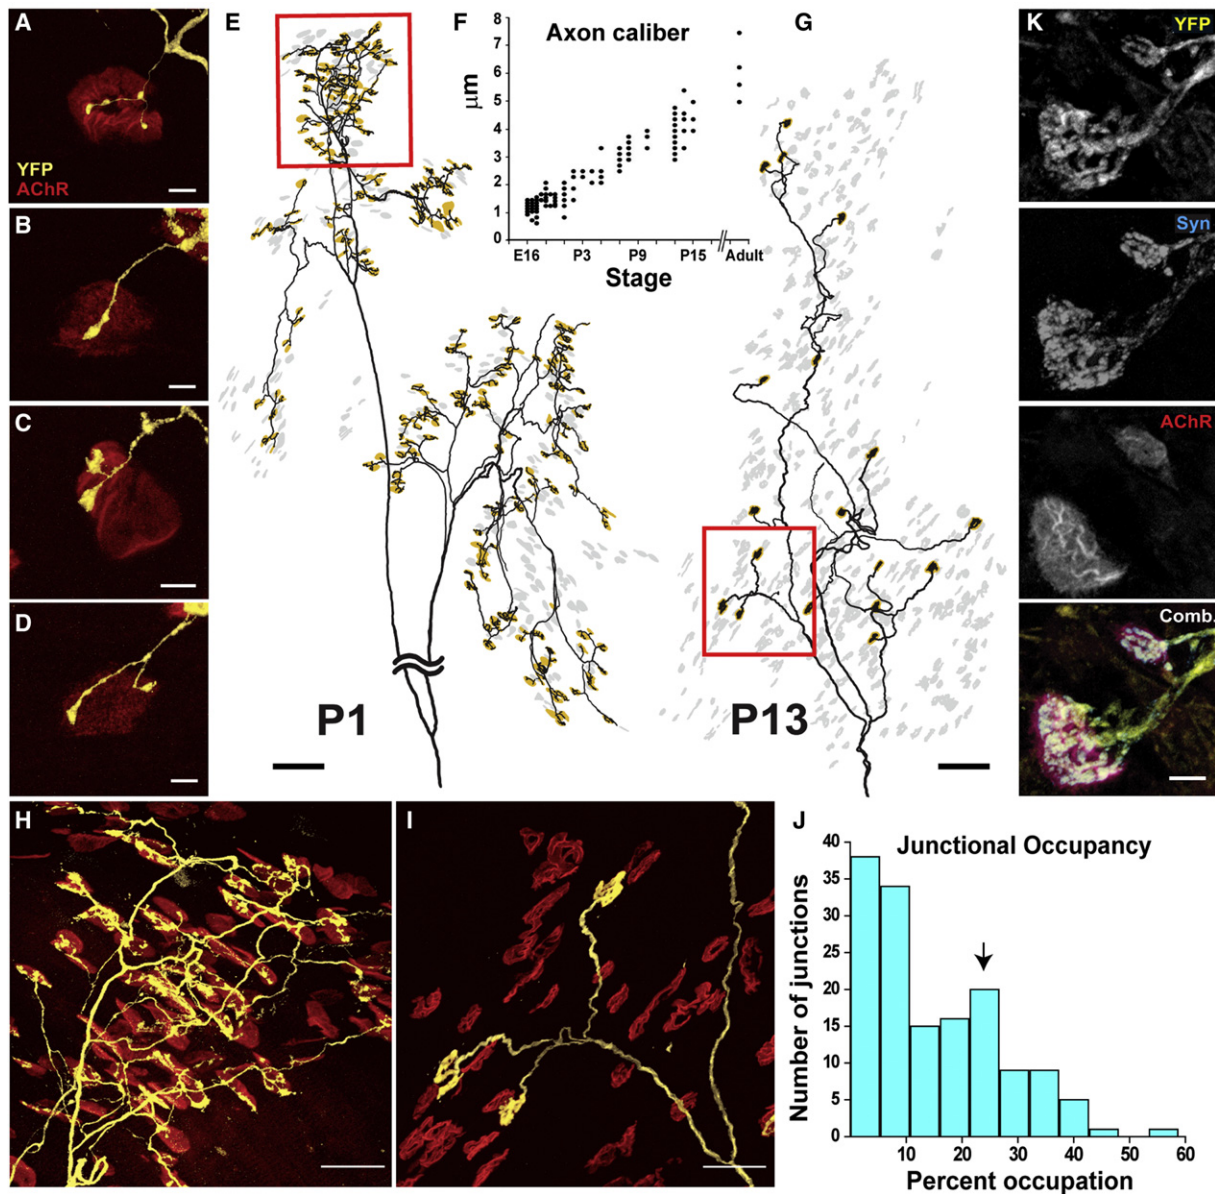 A
YFP
AChR
B
C
D
E
P1
F
Axon caliber
μm
8
7
6
5
4
3
2
1
0
E16 P3 P9 P15 Adult
Stage
G
P13
K
YFP
Syn
AChR
Comb.
H
I
J
Junctional Occupancy
Number of junctions
40
35
30
25
20
15
10
5
0
10 20 30 40 50 60
Percent occupation